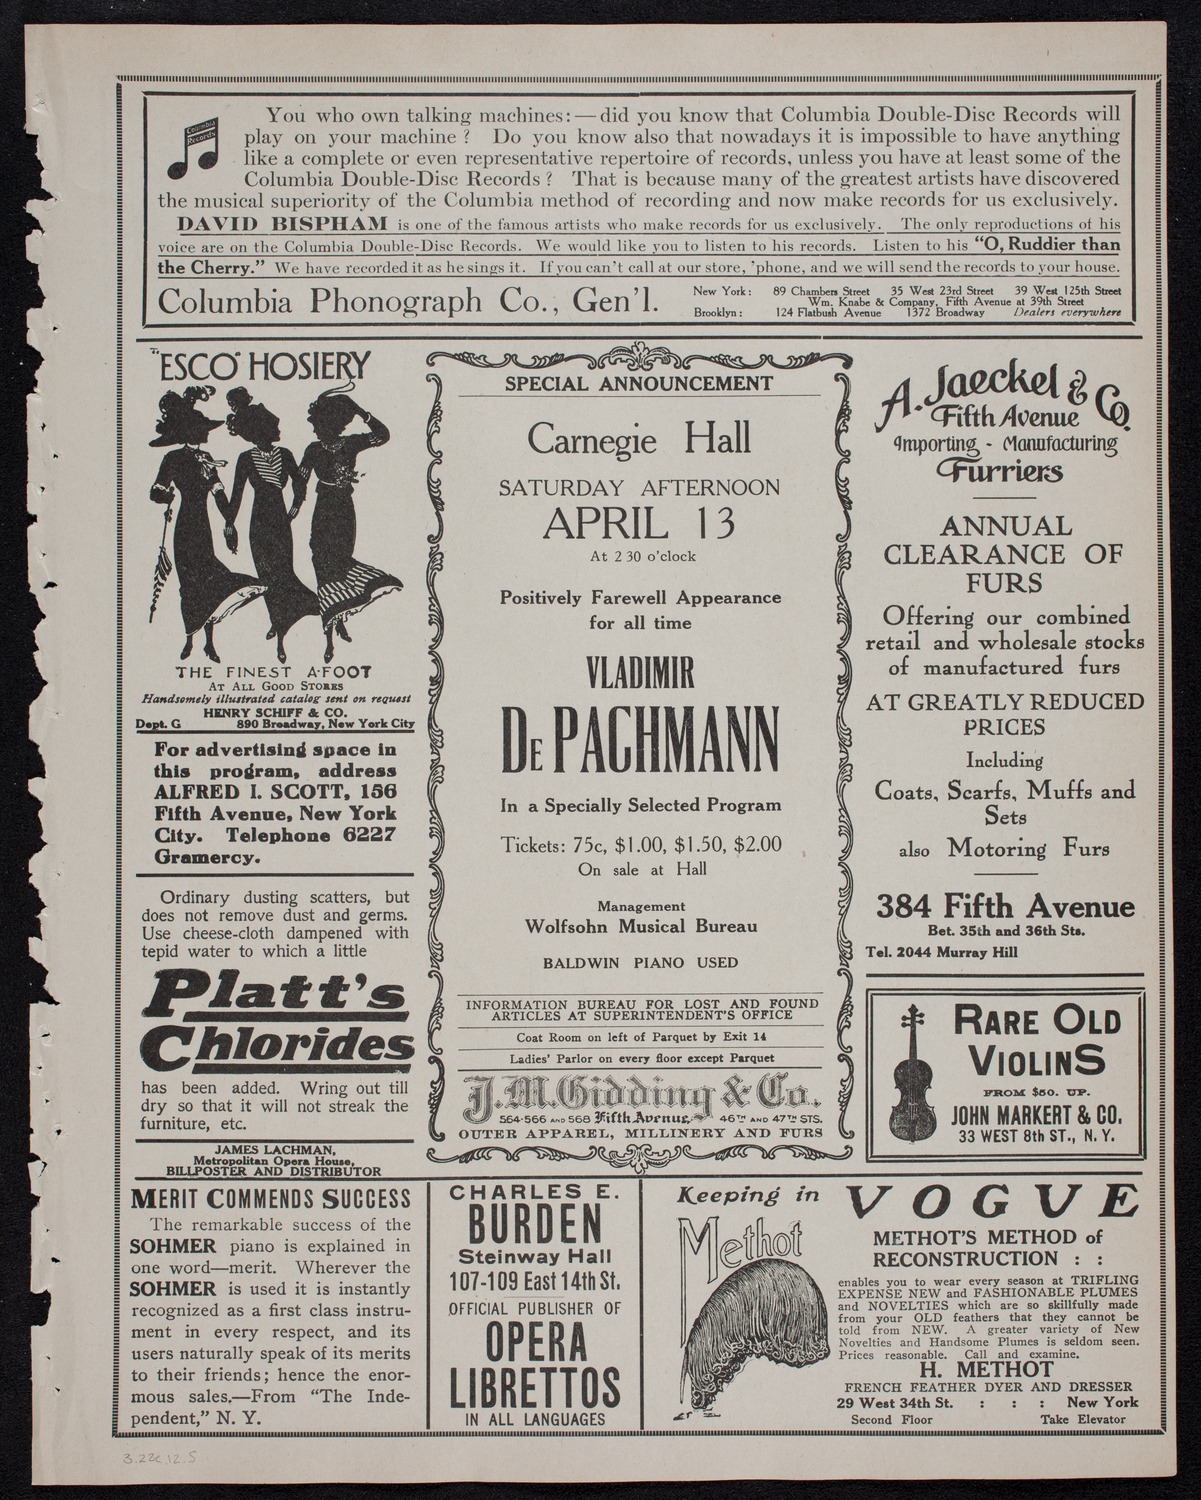 Columbia
Records
You who own talking machines:—did you know that Columbia Double-Disc Records will
play on your machine? Do you know also that nowadays it is impossible to have anything
like a complete or even representative repertoire of records, unless you have at least some of the
Columbia Double-Disc Records? That is because many of the greatest artists have discovered
the musical superiority of the Columbia method of recording and now make records for us exclusively.
DAVID BISPHAM is one of the famous artists who make records for us exclusively. The only reproductions of his
voice are on the Columbia Double-Disc Records. We would like you to listen to his records. Listen to his "O, Ruddier than
the Cherry." We have recorded it as he sings it. If you can't call at our store, 'phone, and we will send the records to your house.
Columbia Phonograph Co., Gen'l.
New York: 89 Chambers Street 35 West 23rd Street 39 West 125th Street
Wm. Knabe & Company, Fifth Avenue at 39th Street
Brooklyn: 124 Flatbush Avenue 1372 Broadway Dealers everywhere
"ESCO" HOSIERY
THE FINEST A-FOOT
AT ALL GOOD STORES
Handsomely illustrated catalog sent on request
HENRY SCHIFF & CO.
Dept. G 890 Broadway, New York City
For advertising space in
this program, address
ALFRED I. SCOTT, 156
Fifth Avenue, New York
City. Telephone 6227
Gramercy.
Ordinary dusting scatters, but
does not remove dust and germs.
Use cheese-cloth dampened with
tepid water to which a little
Platt's
Chlorides
has been added. Wring out till
dry so that it will not streak the
furniture, etc.
JAMES LACHMAN,
Metropolitan Opera House,
BILLPOSTER AND DISTRIBUTOR
SPECIAL ANNOUNCEMENT
Carnegie Hall
SATURDAY AFTERNOON
APRIL 13
At 2 30 o'clock
Positively Farewell Appearance
for all time
VLADIMIR
DE PACHMANN
In a Specially Selected Program
Tickets: 75c, $1.00, $1.50, $2.00
On sale at Hall
Management
Wolfsohn Musical Bureau
BALDWIN PIANO USED
INFORMATION BUREAU FOR LOST AND FOUND
ARTICLES AT SUPERINTENDENT'S OFFICE
Coat Room on left of Parquet by Exit 14
Ladies' Parlor on every floor except Parquet
J. M. Gidding & Co.
564-566 AND 568 Fifth Avenue, 46TH AND 47TH STS.
OUTER APPAREL, MILLINERY AND FURS
A. Jaeckel & Co.
Fifth Avenue
Importing - Manufacturing
Furriers
ANNUAL
CLEARANCE OF
FURS
Offering our combined
retail and wholesale stocks
of manufactured furs
AT GREATLY REDUCED
PRICES
Including
Coats, Scarfs, Muffs and
Sets
also Motoring Furs
384 Fifth Avenue
Bet. 35th and 36th Sts.
Tel. 2044 Murray Hill
RARE OLD
VIOLINS
FROM $50. UP.
JOHN MARKERT & CO.
33 WEST 8th ST., N. Y.
MERIT COMMENDS SUCCESS
The remarkable success of the
SOHMER piano is explained in
one word—merit. Wherever the
SOHMER is used it is instantly
recognized as a first class instru-
ment in every respect, and its
users naturally speak of its merits
to their friends; hence the enor-
mous sales.—From "The Inde-
pendent," N. Y.
CHARLES E.
BURDEN
Steinway Hall
107-109 East 14th St.
OFFICIAL PUBLISHER OF
OPERA
LIBRETTOS
IN ALL LANGUAGES
Keeping in VOGUE
Methot
METHOT'S METHOD of
RECONSTRUCTION : :
enables you to wear every season at TRIFLING
EXPENSE NEW and FASHIONABLE PLUMES
and NOVELTIES which are so skillfully made
from your OLD feathers that they cannot be
told from NEW. A greater variety of New
Novelties and Handsome Plumes is seldom seen.
Prices reasonable. Call and examine.
H. METHOT
FRENCH FEATHER DYER AND DRESSER
29 West 34th St. : : : New York
Second Floor Take Elevator
3.22e.12.S